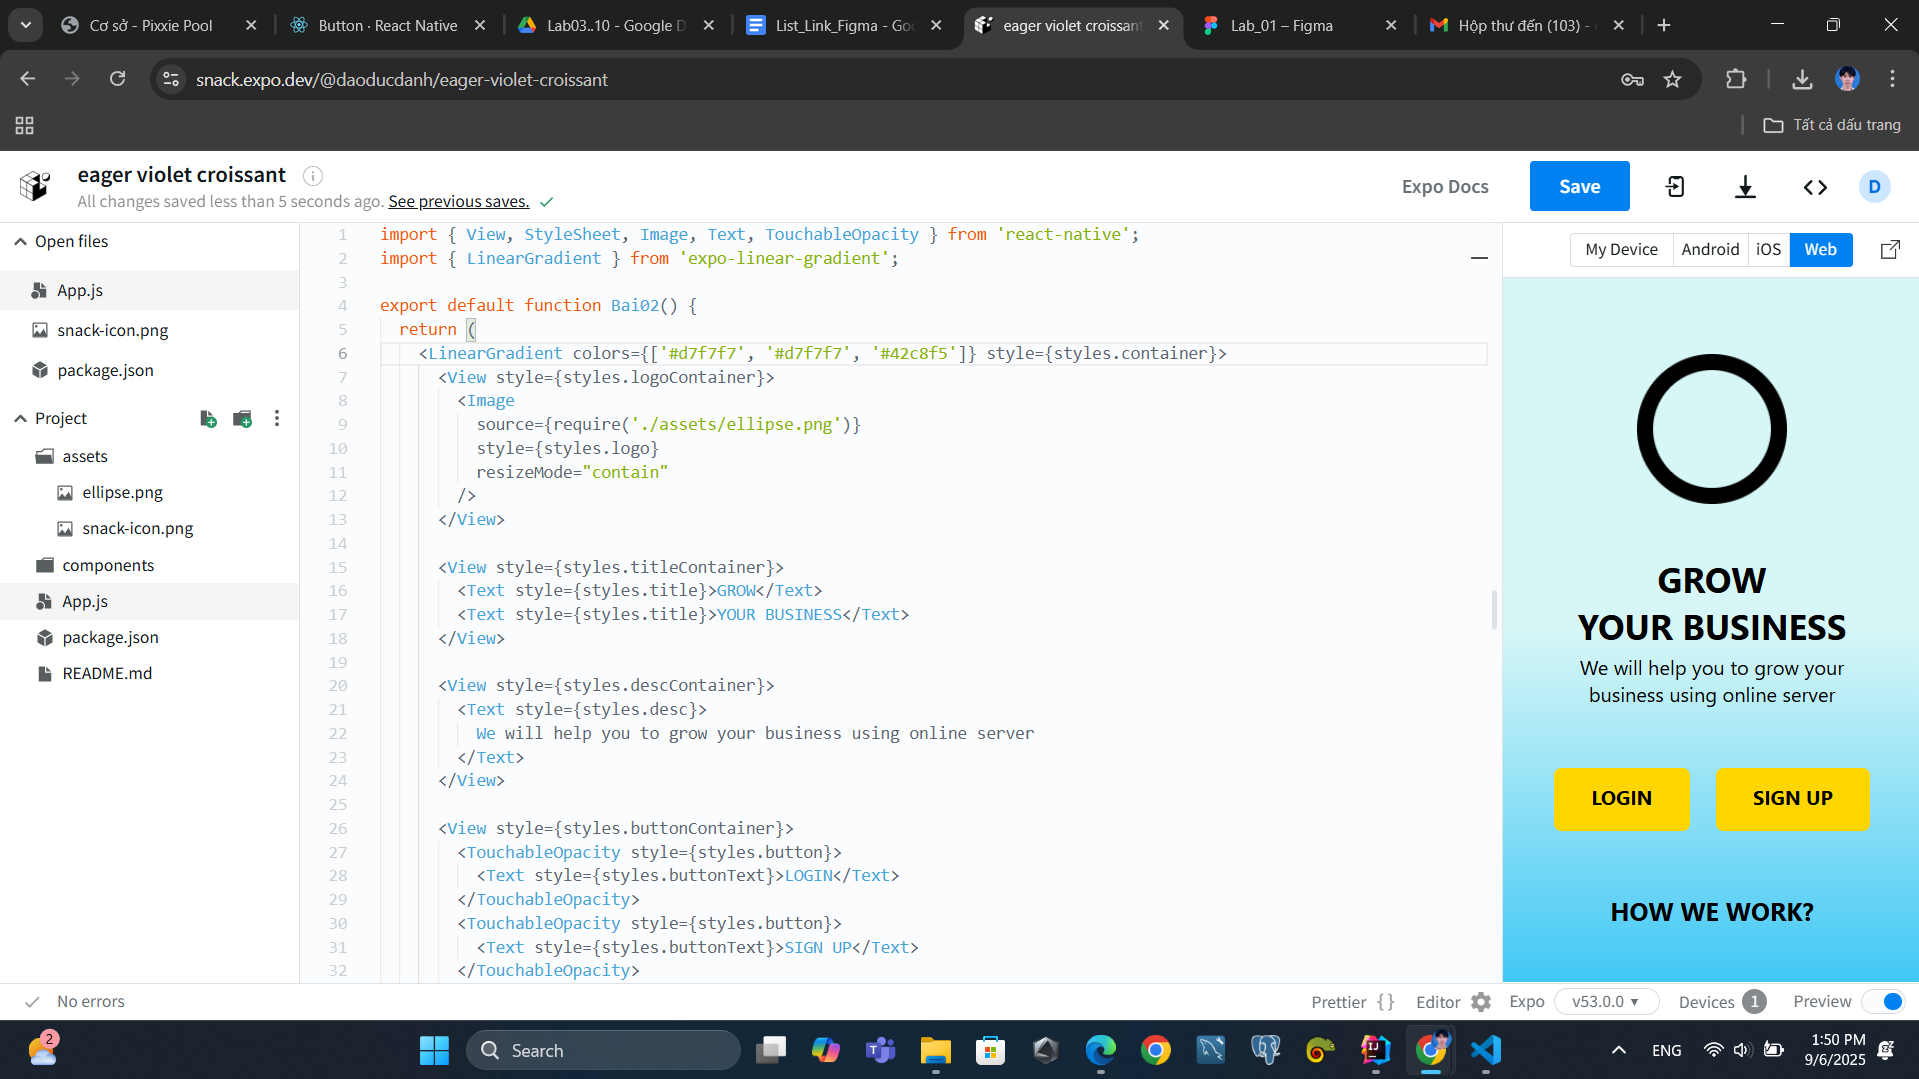 Cơ sở - Pixxie Pool
Button · React Native
Lab03..10 - Google D
List_Link_Figma - Go
eager violet croissant
Lab_01 – Figma
Hộp thư đến (103) -
snack.expo.dev/@daoducdanh/eager-violet-croissant
Tất cả dấu trang
eager violet croissant
All changes saved less than 5 seconds ago. See previous saves.
Expo Docs
Save
D
Open files
App.js
snack-icon.png
package.json
Project
assets
ellipse.png
snack-icon.png
components
App.js
package.json
README.md
1 import { View, StyleSheet, Image, Text, TouchableOpacity } from 'react-native';
2 import { LinearGradient } from 'expo-linear-gradient';
3
4 export default function Bai02() {
5 return (
6 <LinearGradient colors={['#d7f7f7', '#d7f7f7', '#42c8f5']} style={styles.container}>
7 <View style={styles.logoContainer}>
8 <Image
9 source={require('./assets/ellipse.png')}
10 style={styles.logo}
11 resizeMode="contain"
12 />
13 </View>
14
15 <View style={styles.titleContainer}>
16 <Text style={styles.title}>GROW</Text>
17 <Text style={styles.title}>YOUR BUSINESS</Text>
18 </View>
19
20 <View style={styles.descContainer}>
21 <Text style={styles.desc}>
22 We will help you to grow your business using online server
23 </Text>
24 </View>
25
26 <View style={styles.buttonContainer}>
27 <TouchableOpacity style={styles.button}>
28 <Text style={styles.buttonText}>LOGIN</Text>
29 </TouchableOpacity>
30 <TouchableOpacity style={styles.button}>
31 <Text style={styles.buttonText}>SIGN UP</Text>
32 </TouchableOpacity>
My Device
Android
iOS
Web
GROW
YOUR BUSINESS
We will help you to grow your
business using online server
LOGIN
SIGN UP
HOW WE WORK?
No errors
Prettier { }
Editor
Expo
v53.0.0
Devices 1
Preview
2
Search
ENG
1:50 PM
9/6/2025